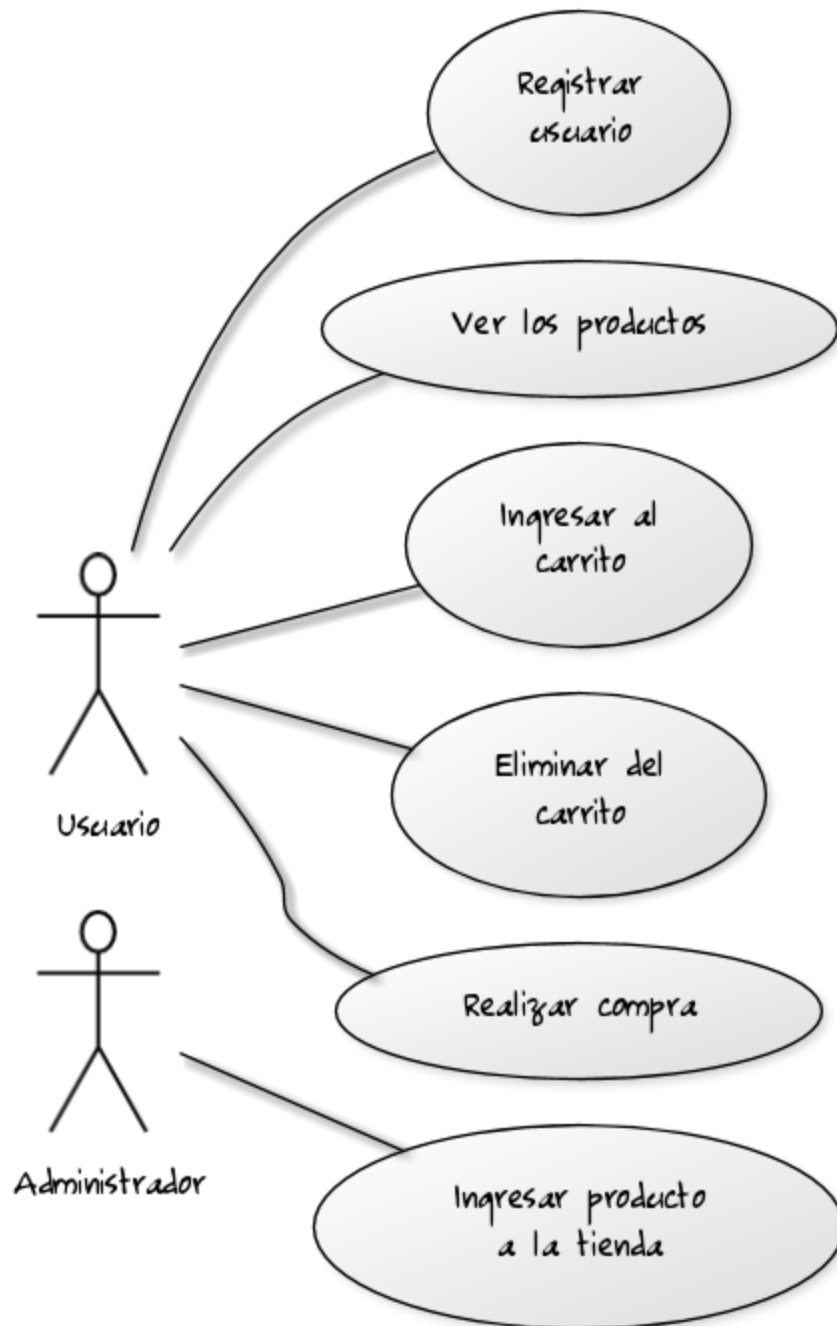 Registrar
usuario
Ver los productos
Ingresar al
carrito
Eliminar del
carrito
Usuario
Realizar compra
Administrador
Ingresar producto
a la tienda